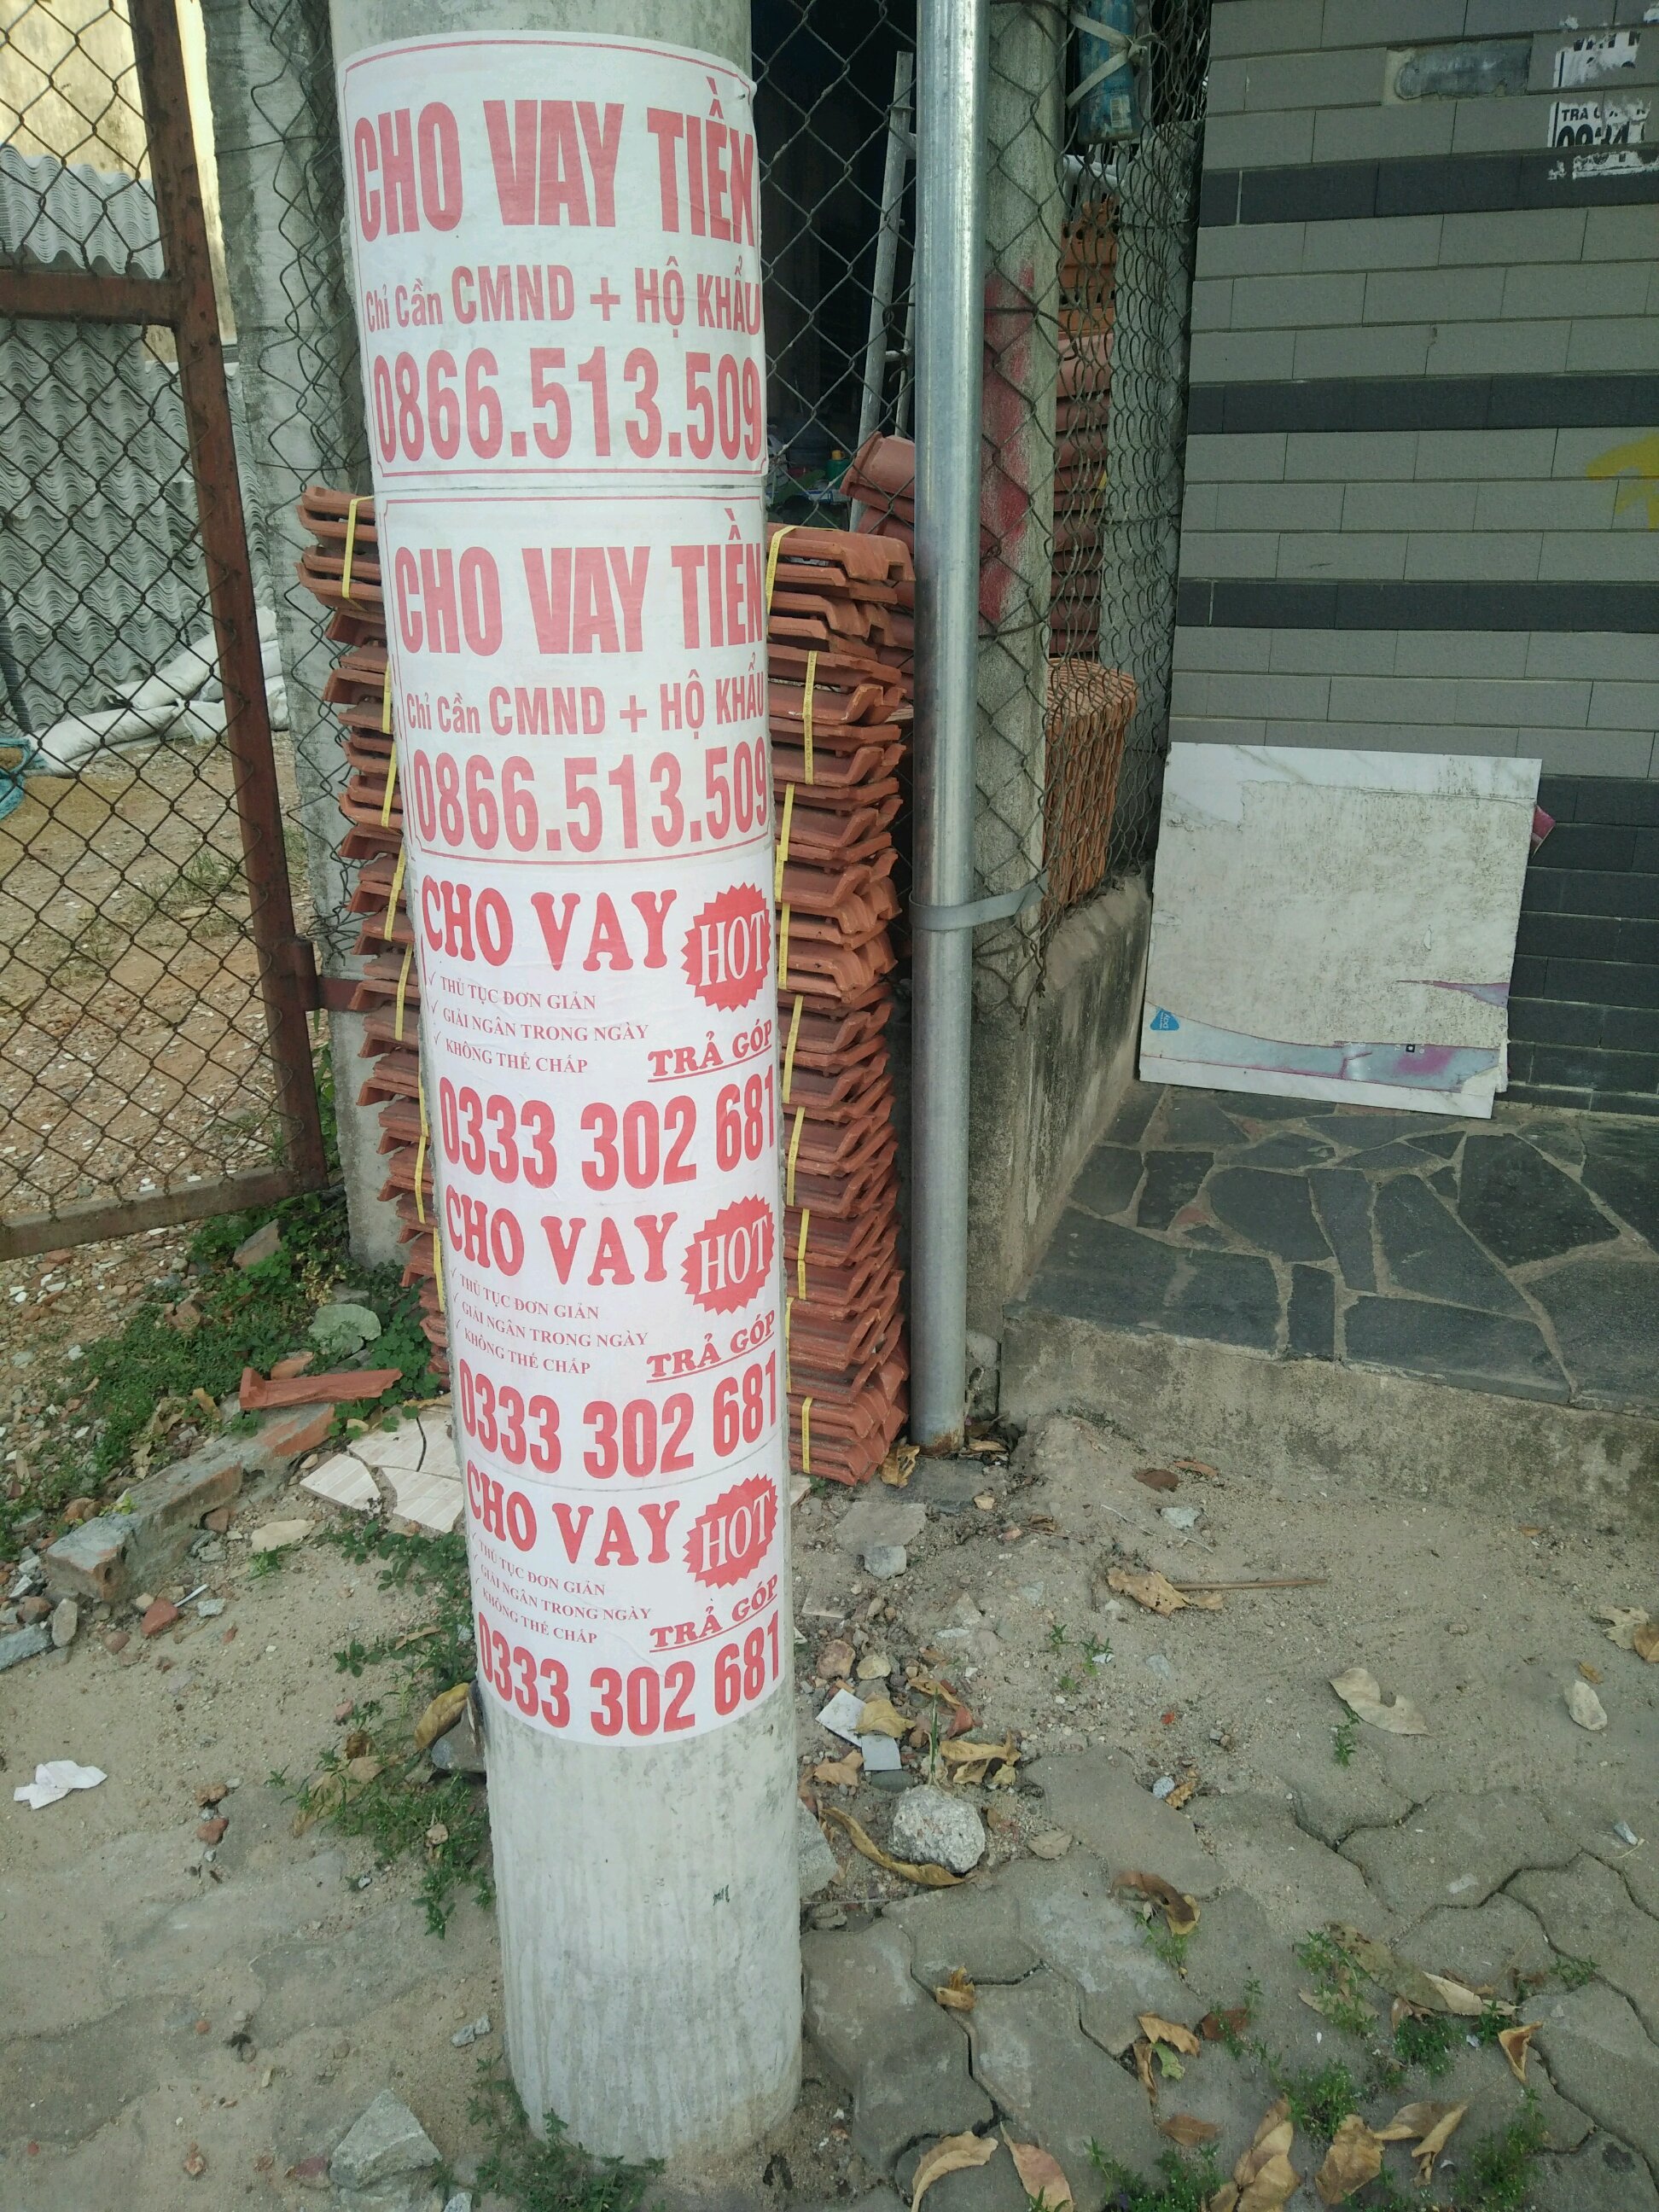 CHO VAY TIỀN
Chỉ Cần CMND + HỘ KHẨU
0866.513.509
CHO VAY TIỀN
Chỉ Cần CMND + HỘ KHẨU
0866.513.509
CHO VAY HOT
✓ THỦ TỤC ĐƠN GIẢN
✓ GIẢI NGÂN TRONG NGÀY
✓ KHÔNG THẾ CHẤP
TRẢ GÓP
0333 302 681
CHO VAY HOT
✓ THỦ TỤC ĐƠN GIẢN
✓ GIẢI NGÂN TRONG NGÀY
✓ KHÔNG THẾ CHẤP
TRẢ GÓP
0333 302 681
CHO VAY HOT
✓ THỦ TỤC ĐƠN GIẢN
✓ GIẢI NGÂN TRONG NGÀY
✓ KHÔNG THẾ CHẤP
TRẢ GÓP
0333 302 681
TRẢ